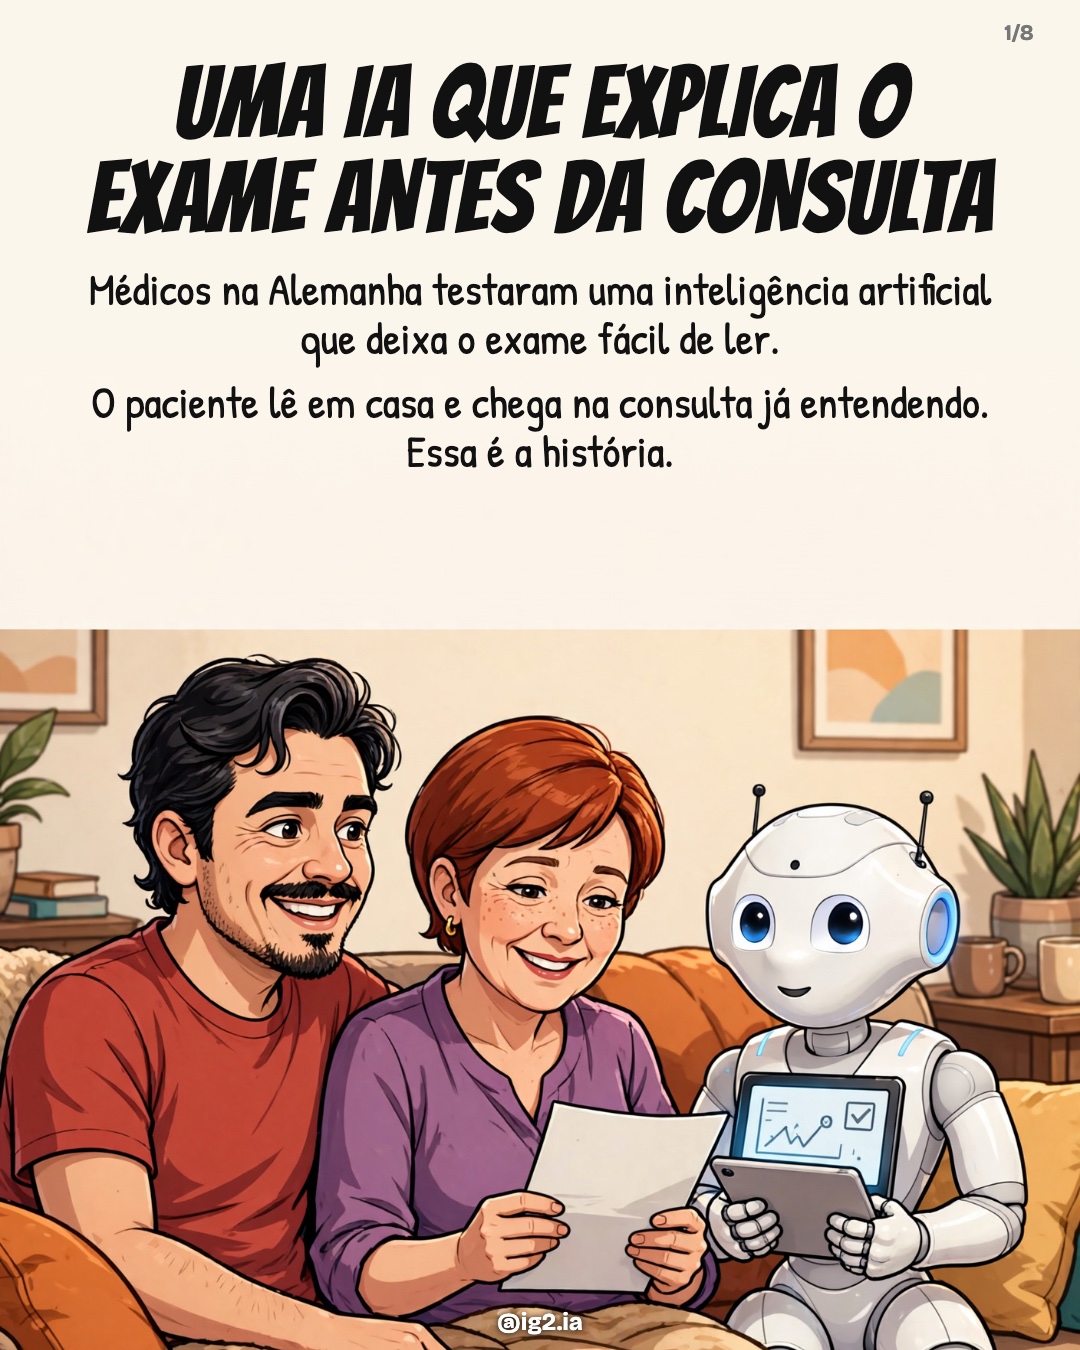 1/8
UMA IA QUE EXPLICA O
EXAME ANTES DA CONSULTA
Médicos na Alemanha testaram uma inteligência artificial
que deixa o exame fácil de ler.
O paciente lê em casa e chega na consulta já entendendo.
Essa é a história.
@ig2.ia